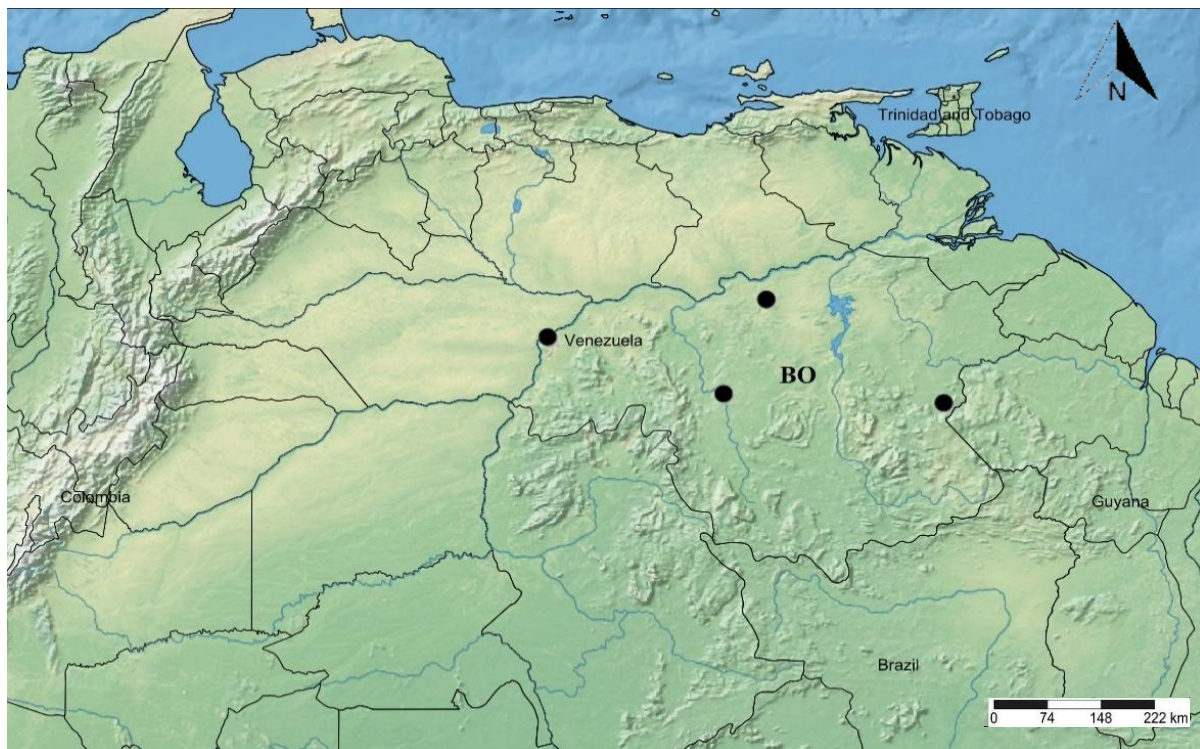 N
Trinidad and Tobago
Venezuela
BO
Colombia
Guyana
Brazil
0 74 148 222 km